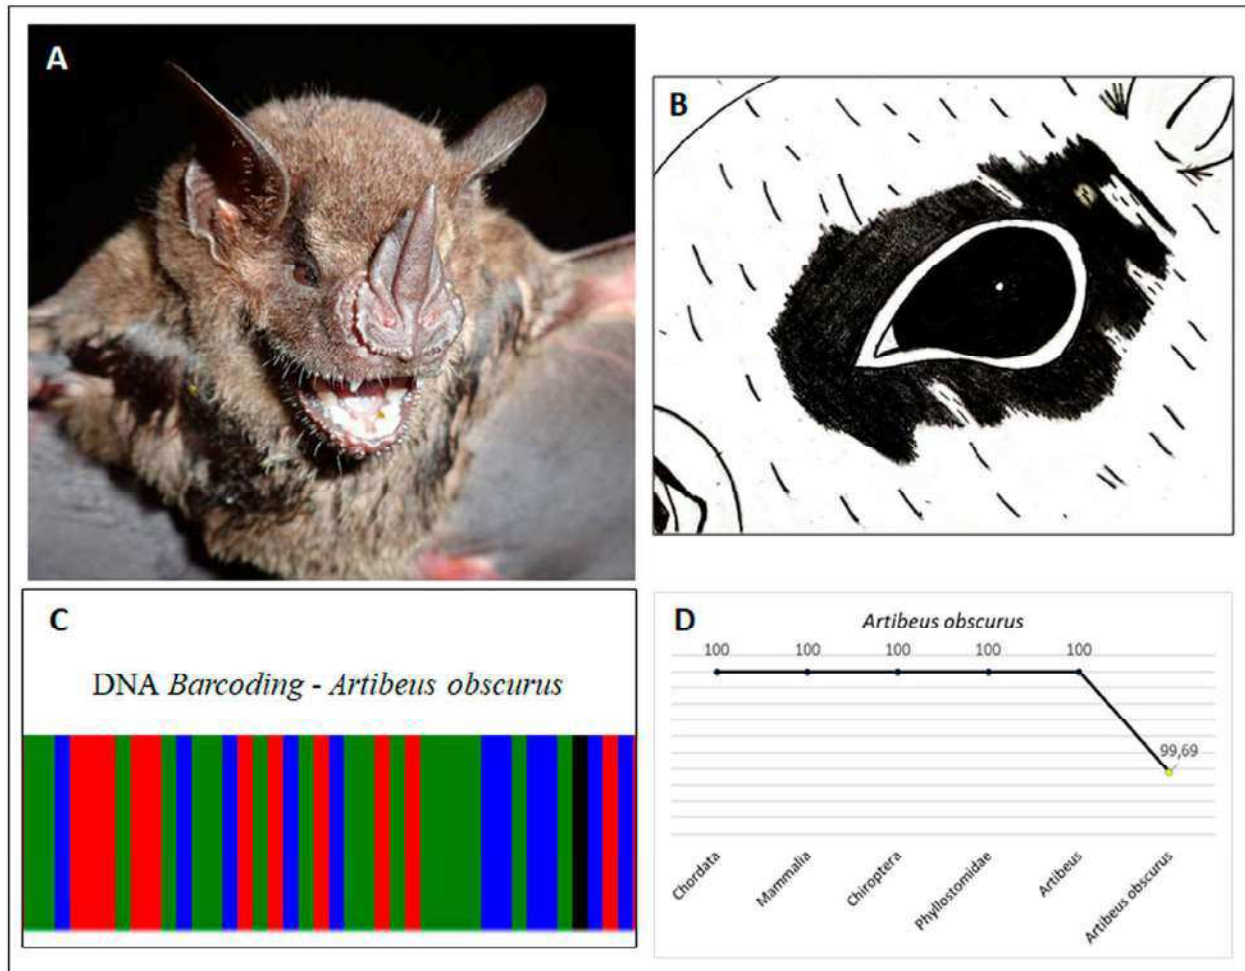 A
B
C
DNA Barcoding - Artibeus obscurus
D
Artibeus obscurus
100 100 100 100 100
99,69
Chordata
Mammalia
Chiroptera
Phyllostomidae
Artibeus
Artibeus obscurus